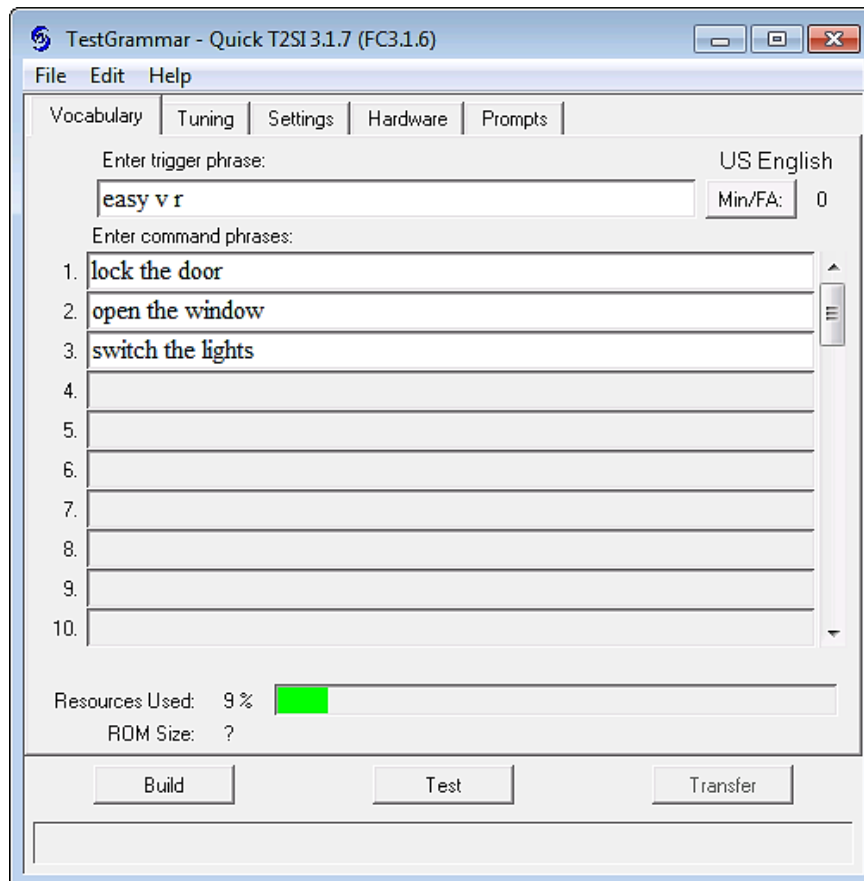 TestGrammar - Quick T2SI 3.1.7 (FC3.1.6)
File Edit Help
Vocabulary Tuning Settings Hardware Prompts
Enter trigger phrase: US English
easy v r Min/FA: 0
Enter command phrases:
1. lock the door
2. open the window
3. switch the lights
4.
5.
6.
7.
8.
9.
10.
Resources Used: 9 %
ROM Size: ?
Build Test Transfer